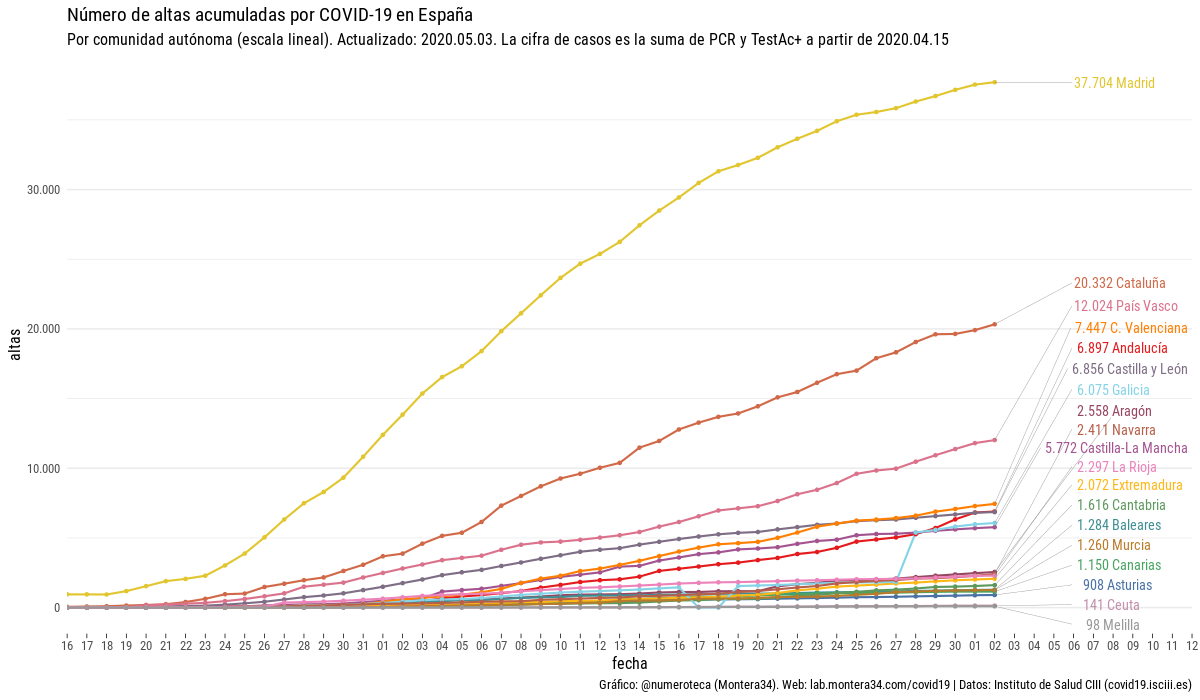 Número de altas acumuladas por COVID-19 en España
Por comunidad autónoma (escala lineal). Actualizado: 2020.05.03. La cifra de casos es la suma de PCR y TestAc+ a partir de 2020.04.15
37.704 Madrid
30.000
20.332 Cataluña
12.024 País Vasco
20.000
7.447 C. Valenciana
altas
6.897 Andalucía
6.856 Castilla y León
6.075 Galicia
2.558 Aragón
2.411 Navarra
5.772 Castilla-La Mancha
10.000
2.297 La Rioja
2.072 Extremadura
1.616 Cantabria
1.284 Baleares
1.260 Murcia
1.150 Canarias
908 Asturias
0
141 Ceuta
98 Melilla
16 17 18 19 20 21 22 23 24 25 26 27 28 29 30 31 01 02 03 04 05 06 07 08 09 10 11 12 13 14 15 16 17 18 19 20 21 22 23 24 25 26 27 28 29 30 01 02 03 04 05 06 07 08 09 10 11 12
fecha
Gráfico: @numeroteca (Montera34). Web: lab.montera34.com/covid19 | Datos: Instituto de Salud CIII (covid19.isciii.es)